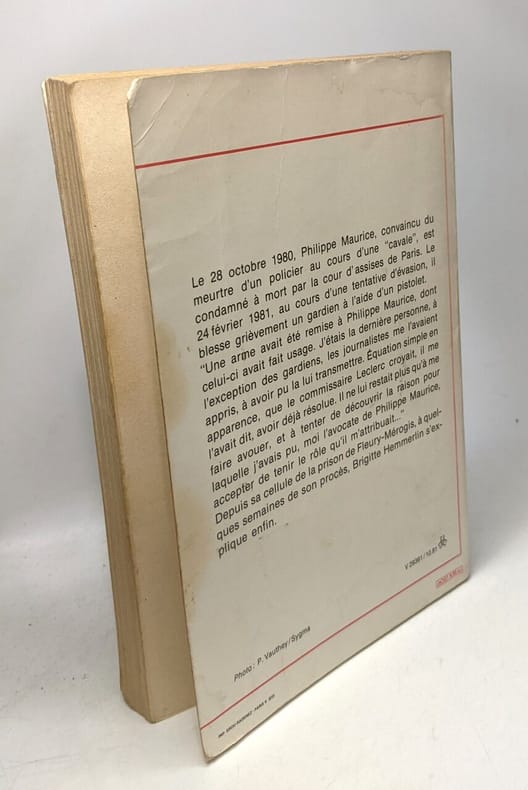 Le 28 octobre 1980, Philippe Maurice, convaincu du
meurtre d'un policier au cours d'une "cavale", est
condamné à mort par la cour d'assises de Paris. Le
24 février 1981, au cours d'une tentative d'évasion, il
blesse grièvement un gardien à l'aide d'un pistolet.
"Une arme avait été remise à Philippe Maurice, dont
celui-ci avait fait usage. J'étais la dernière personne, à
l'exception des gardiens, les journalistes me l'avaient
appris, à avoir pu la lui transmettre. Équation simple en
apparence, que le commissaire Leclerc croyait, il me
l'avait dit, avoir déjà résolue. Il ne lui restait plus qu'à me
faire avouer, et à tenter de découvrir la raison pour
laquelle j'avais pu, moi l'avocate de Philippe Maurice,
accepter de tenir le rôle qu'il m'attribuait..."
Depuis sa cellule de la prison de Fleury-Mérogis, à quel-
ques semaines de son procès, Brigitte Hemmerlin s'ex-
plique enfin.
Photo : P. Vauthey/Sygma